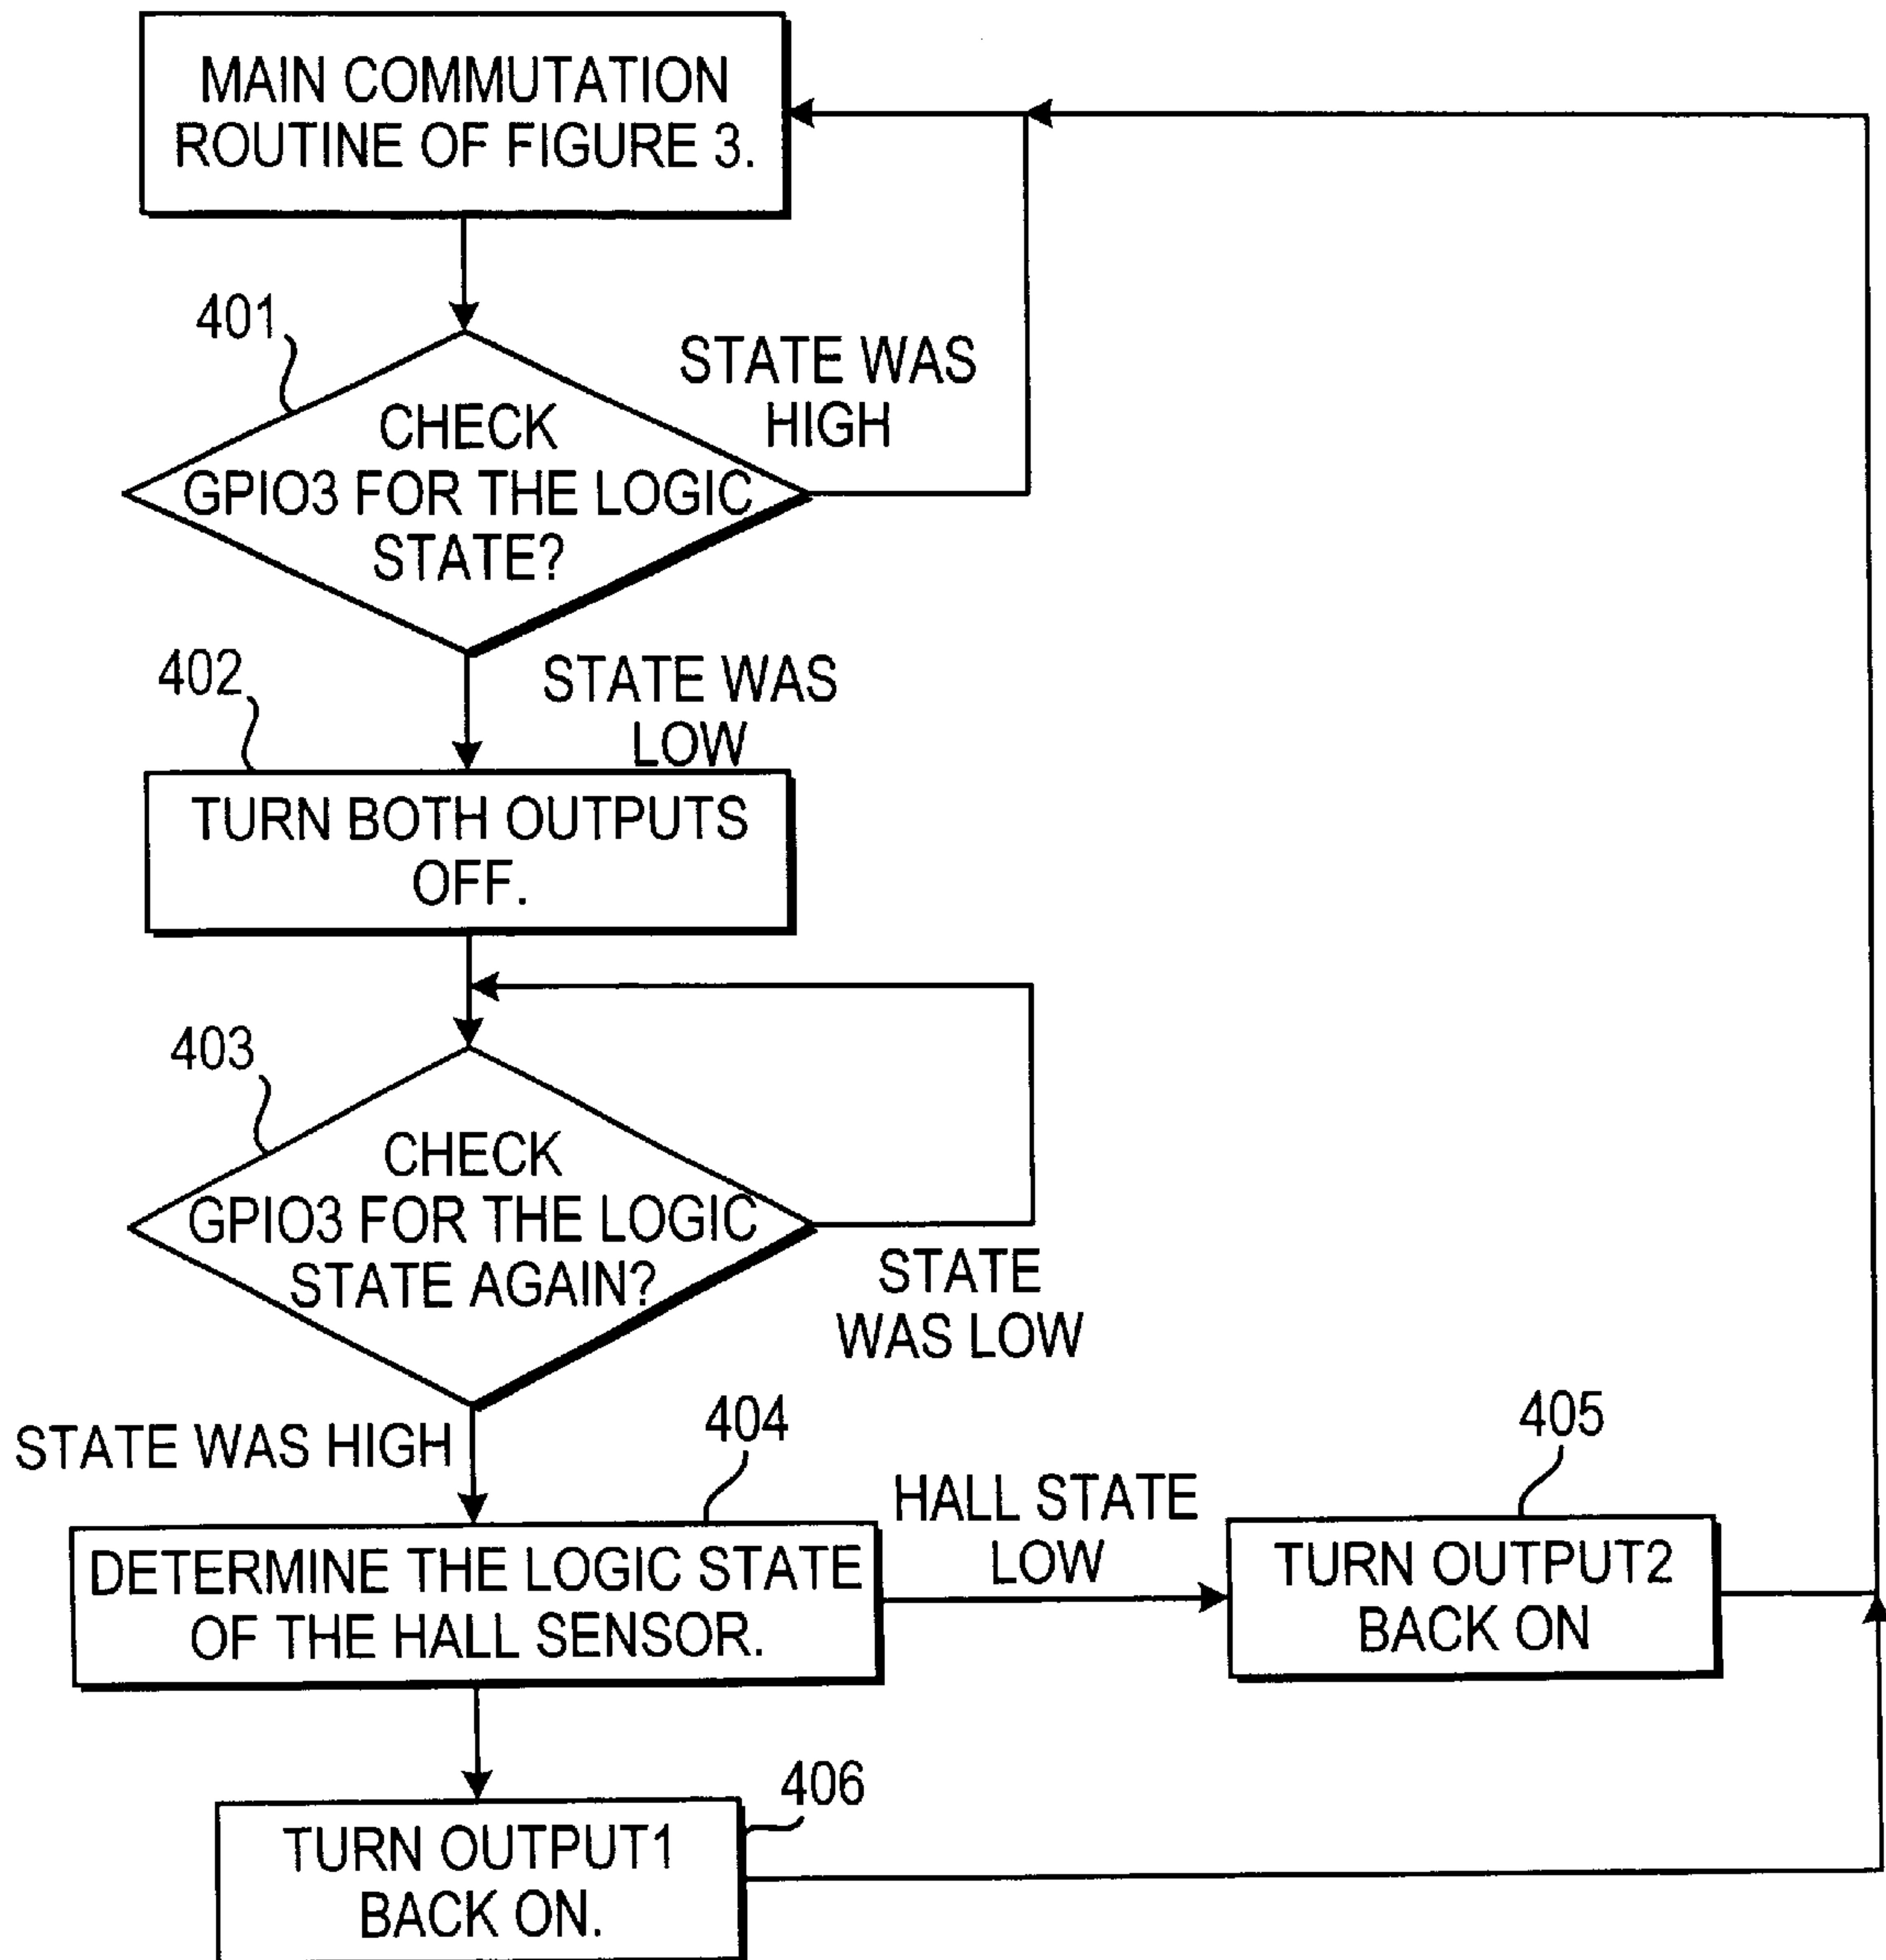 MAIN COMMUTATION
ROUTINE OF FIGURE 3.
401
STATE WAS
HIGH
CHECK
GPIO3 FOR THE LOGIC
STATE?
402
STATE WAS
LOW
TURN BOTH OUTPUTS
OFF.
403
CHECK
GPIO3 FOR THE LOGIC
STATE AGAIN?
STATE
WAS LOW
STATE WAS HIGH
404
405
HALL STATE
LOW
DETERMINE THE LOGIC STATE
OF THE HALL SENSOR.
TURN OUTPUT2
BACK ON
406
TURN OUTPUT1
BACK ON.